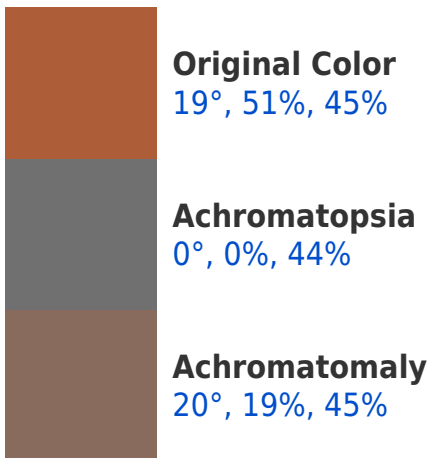 Original Color
19°, 51%, 45%
Achromatopsia
0°, 0%, 44%
Achromatomaly
20°, 19%, 45%